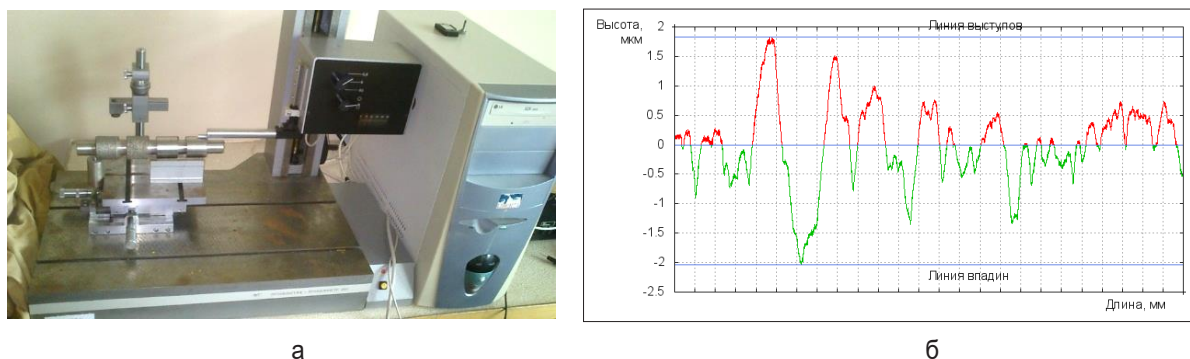 Высота,
мкм
2
1.5
1
0.5
0
-0.5
-1
-1.5
-2
-2.5
Линия выступов
Линия впадин
Длина, мм
LG
а
б